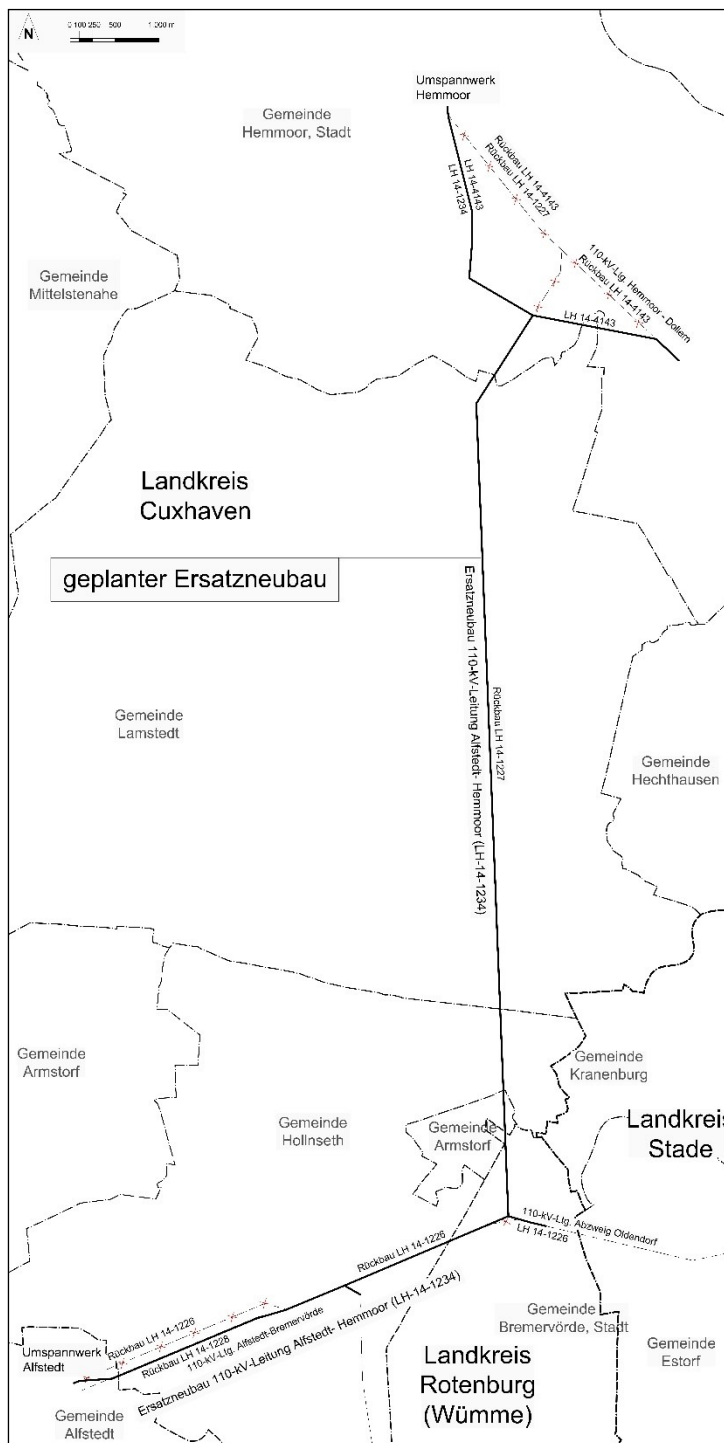 N
0 100 250 500 1.000 m
Umspannwerk
Hemmoor
Gemeinde
Hemmoor, Stadt
Rückbau LH 14-4143
Rückbau LH 14-1227
LH 14-4143
LH 14-1234
Gemeinde
Mittelstenahe
110-kV-Ltg. Hemmoor - Dollern
Rückbau LH 14-4143
LH 14-4143
Landkreis
Cuxhaven
geplanter Ersatzneubau
Ersatzneubau 110-kV-Leitung Alfstedt- Hemmoor (LH-14-1234)
Rückbau LH 14-1227
Gemeinde
Lamstedt
Gemeinde
Hechthausen
Gemeinde
Armstorf
Gemeinde
Kranenburg
Gemeinde
Hollnseth
Gemeinde
Armstorf
Landkreis
Stade
110-kV-Ltg. Abzweig Oldendorf
LH 14-1226
Rückbau LH 14-1226
Rückbau LH 14-1226
Rückbau LH 14-1228
110-kV-Ltg. Alfstedt-Bremervörde
Ersatzneubau 110-kV-Leitung Alfstedt- Hemmoor (LH-14-1234)
Umspannwerk
Alfstedt
Gemeinde
Alfstedt
Gemeinde
Bremervörde, Stadt
Gemeinde
Estorf
Landkreis
Rotenburg
(Wümme)